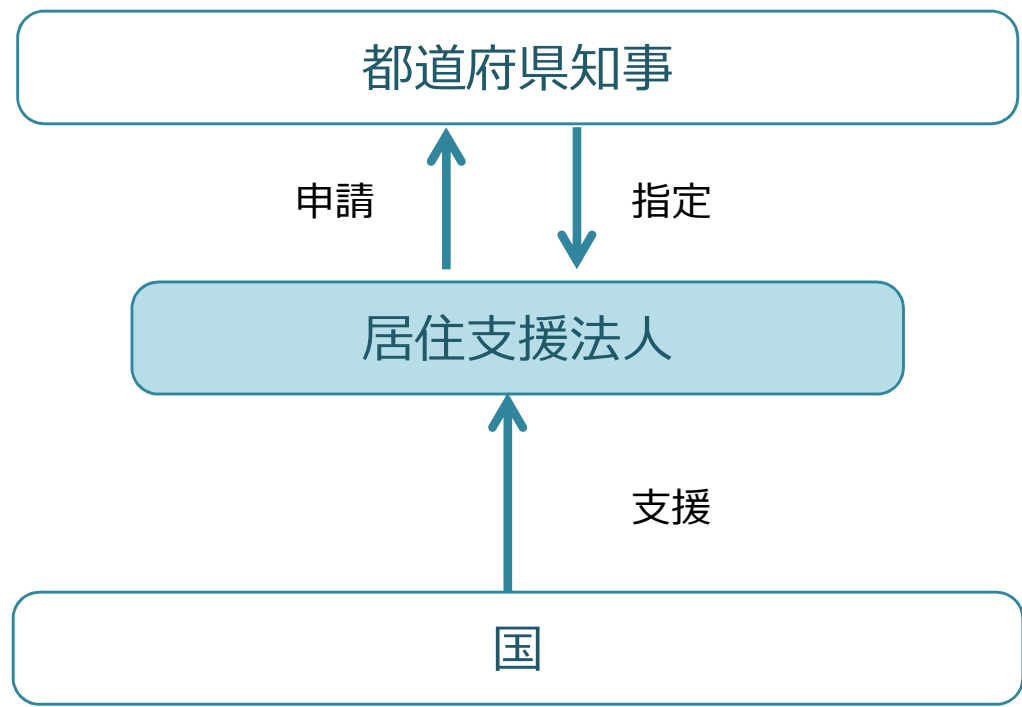 都道府県知事
申請
指定
居住支援法人
支援
国